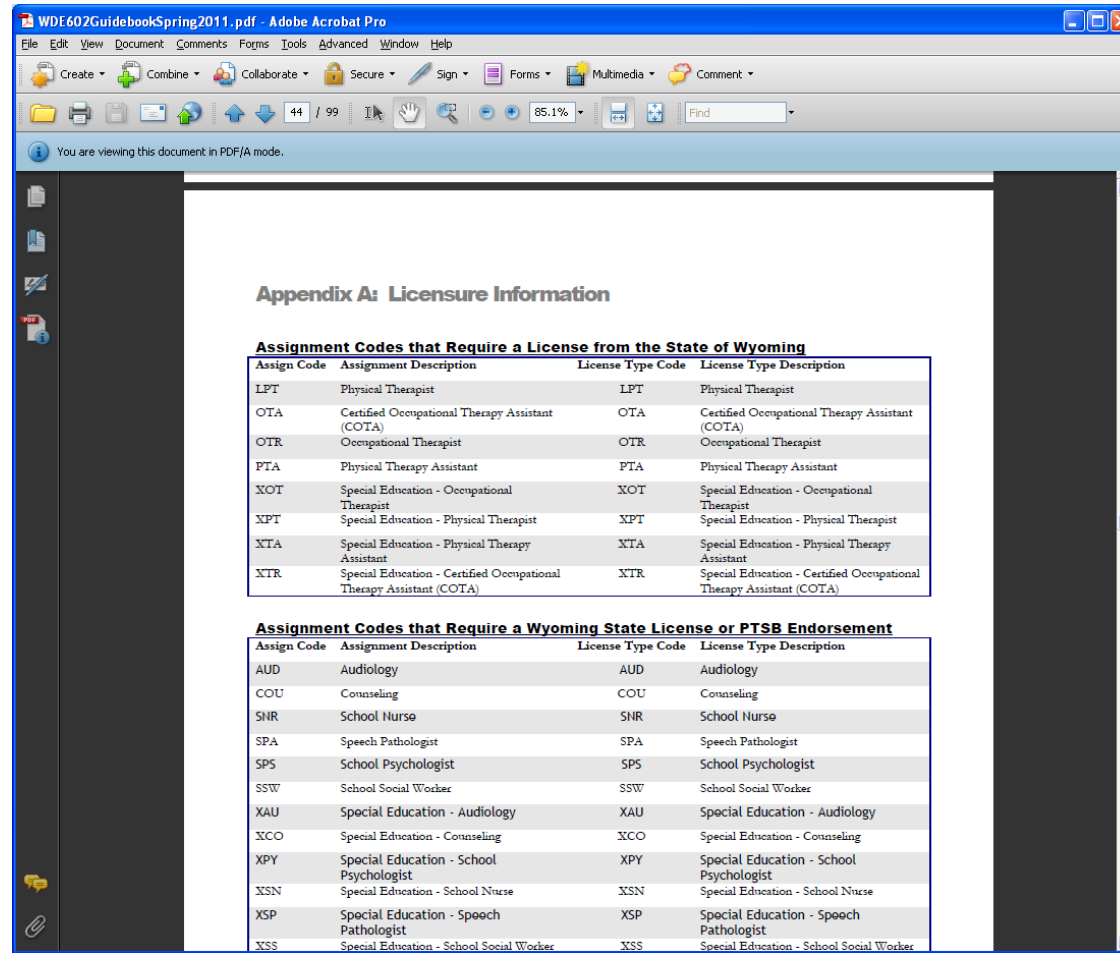 WDE602GuidebookSpring2011.pdf - Adobe Acrobat Pro
File Edit View Document Comments Forms Tools Advanced Window Help
Create Combine Collaborate Secure Sign Forms Multimedia Comment
44 / 99 85.1% Find
You are viewing this document in PDF/A mode.
Appendix A: Licensure Information
Assignment Codes that Require a License from the State of Wyoming
Assign Code Assignment Description License Type Code License Type Description
LPT Physical Therapist LPT Physical Therapist
OTA Certified Occupational Therapy Assistant OTA Certified Occupational Therapy Assistant
(COTA) (COTA)
OTR Occupational Therapist OTR Occupational Therapist
PTA Physical Therapy Assistant PTA Physical Therapy Assistant
XOT Special Education - Occupational XOT Special Education - Occupational
Therapist Therapist
XPT Special Education - Physical Therapist XPT Special Education - Physical Therapist
XTA Special Education - Physical Therapy XTA Special Education - Physical Therapy
Assistant Assistant
XTR Special Education - Certified Occupational XTR Special Education - Certified Occupational
Therapy Assistant (COTA) Therapy Assistant (COTA)
Assignment Codes that Require a Wyoming State License or PTSB Endorsement
Assign Code Assignment Description License Type Code License Type Description
AUD Audiology AUD Audiology
COU Counseling COU Counseling
SNR School Nurse SNR School Nurse
SPA Speech Pathologist SPA Speech Pathologist
SPS School Psychologist SPS School Psychologist
SSW School Social Worker SSW School Social Worker
XAU Special Education - Audiology XAU Special Education - Audiology
XCO Special Education - Counseling XCO Special Education - Counseling
XPY Special Education - School XPY Special Education - School
Psychologist Psychologist
XSN Special Education - School Nurse XSN Special Education - School Nurse
XSP Special Education - Speech XSP Special Education - Speech
Pathologist Pathologist
XSS Special Education - School Social Worker XSS Special Education - School Social Worker